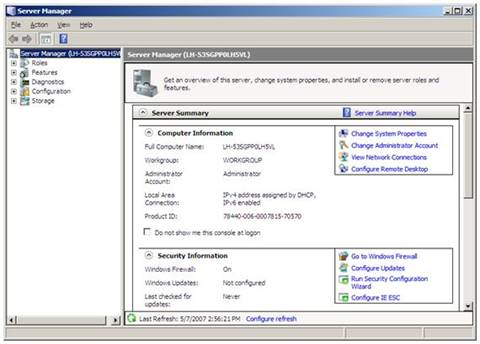 Server Manager
File Action View Help
Server Manager (LH-53SGPP0LH5VL)
Roles
Features
Diagnostics
Configuration
Storage
Server Manager (LH-53SGPP0LH5VL)
Get an overview of this server, change system properties, and install or remove server roles and
features.
Server Summary
Server Summary Help
Computer Information
Full Computer Name: LH-53SGPP0LH5VL
Workgroup: WORKGROUP
Administrator
Account: Administrator
Local Area
Connection: IPv4 address assigned by DHCP,
IPv6 enabled
Product ID: 78440-006-0007815-70570
Do not show me this console at logon
Change System Properties
Change Administrator Account
View Network Connections
Configure Remote Desktop
Security Information
Windows Firewall: On
Windows Updates: Not configured
Last checked for
updates: Never
Go to Windows Firewall
Configure Updates
Run Security Configuration
Wizard
Configure IE ESC
Last Refresh: 5/7/2007 2:56:21 PM Configure refresh